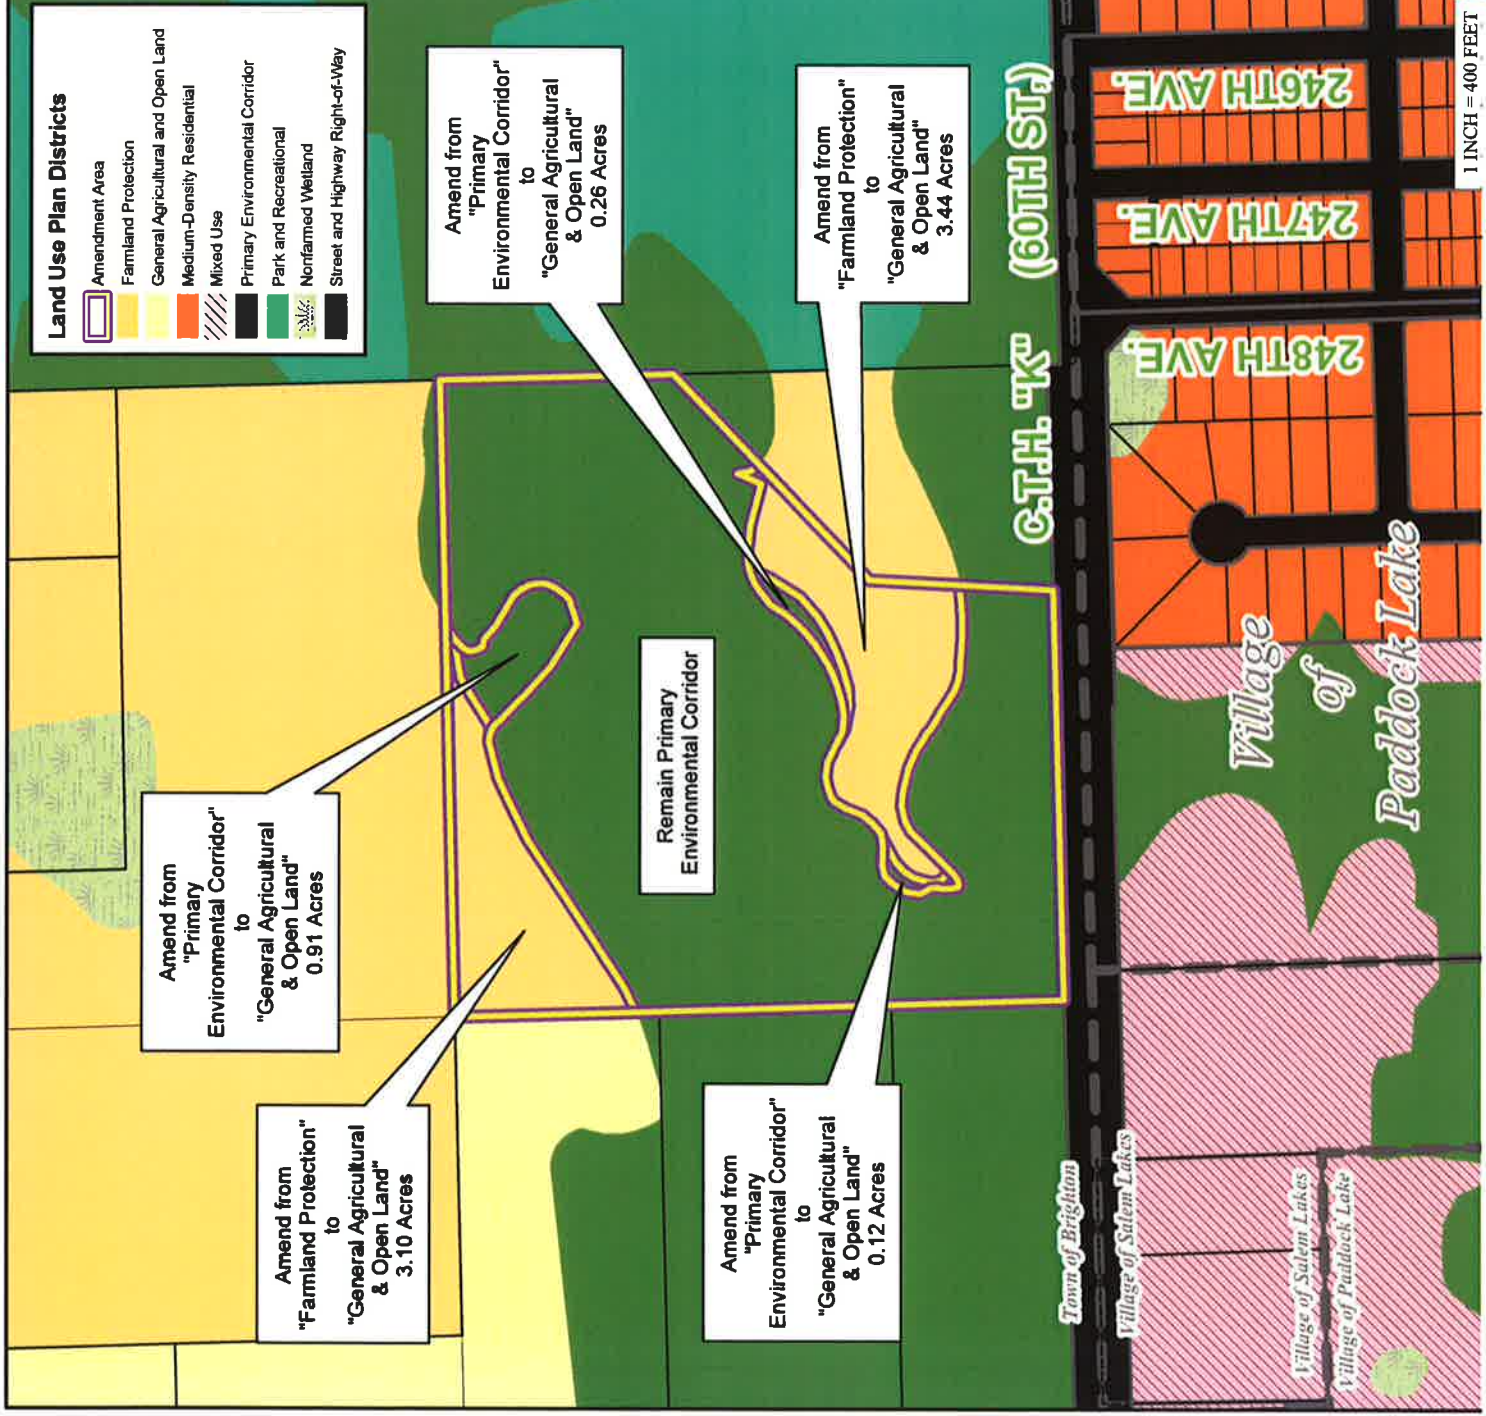 Land Use Plan Districts
Amendment Area
Farmland Protection
General Agricultural and Open Land
Medium-Density Residential
Mixed Use
Primary Environmental Corridor
Park and Recreational
Nonfarmed Wetland
Street and Highway Right-of-Way
Amend from
"Primary
Environmental Corridor"
to
"General Agricultural
& Open Land"
0.91 Acres
Amend from
"Primary
Environmental Corridor"
to
"General Agricultural
& Open Land"
0.26 Acres
Amend from
"Farmland Protection"
to
"General Agricultural
& Open Land"
3.10 Acres
Remain Primary
Environmental Corridor
Amend from
"Farmland Protection"
to
"General Agricultural
& Open Land"
3.44 Acres
Amend from
"Primary
Environmental Corridor"
to
"General Agricultural
& Open Land"
0.12 Acres
C.T.H. "K" (60TH ST.)
Town of Brighton
Village of Salem Lakes
Village of Salem Lakes
Village of Paddock Lake
Village
of
Paddock Lake
248TH AVE.
247TH AVE.
246TH AVE.
1 INCH = 400 FEET